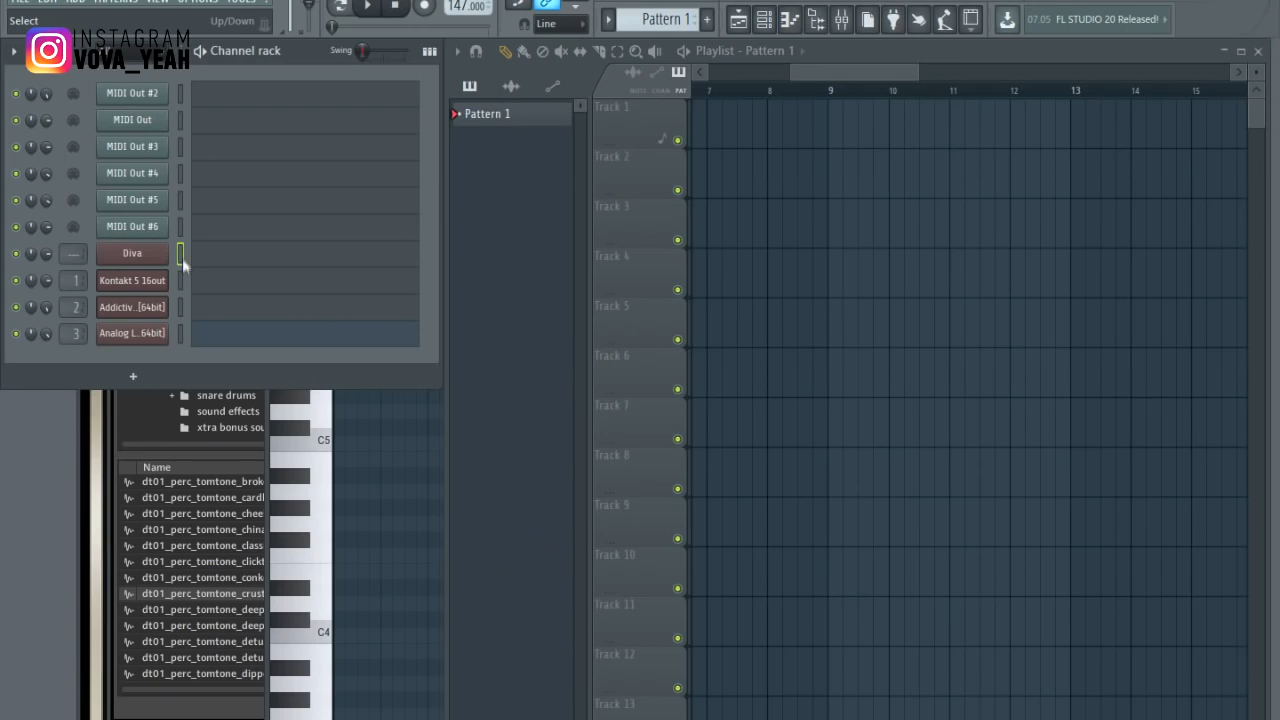 Select
Up/Down
147.000
Line
Pattern 1
07.05 FL STUDIO 20 Released!
INSTAGRAM
VOVA_YEAH
Channel rack
Swing
Playlist - Pattern 1
MIDI Out #2
MIDI Out
MIDI Out #3
MIDI Out #4
MIDI Out #5
MIDI Out #6
--- Diva
1 Kontakt 5 16out
2 Addictiv..[64bit]
3 Analog L..64bit]
+
Pattern 1
NOTE CHAN PAT
7 8 9 10 11 12 13 14 15
Track 1
Track 2
Track 3
Track 4
Track 5
Track 6
Track 7
Track 8
Track 9
Track 10
Track 11
Track 12
Track 13
snare drums
sound effects
xtra bonus sou
Name
dt01_perc_tomtone_brok
dt01_perc_tomtone_cardl
dt01_perc_tomtone_chee
dt01_perc_tomtone_china
dt01_perc_tomtone_class
dt01_perc_tomtone_clickt
dt01_perc_tomtone_conk
dt01_perc_tomtone_crust
dt01_perc_tomtone_deep
dt01_perc_tomtone_deep
dt01_perc_tomtone_detu
dt01_perc_tomtone_detu
dt01_perc_tomtone_dipp
C5
C4